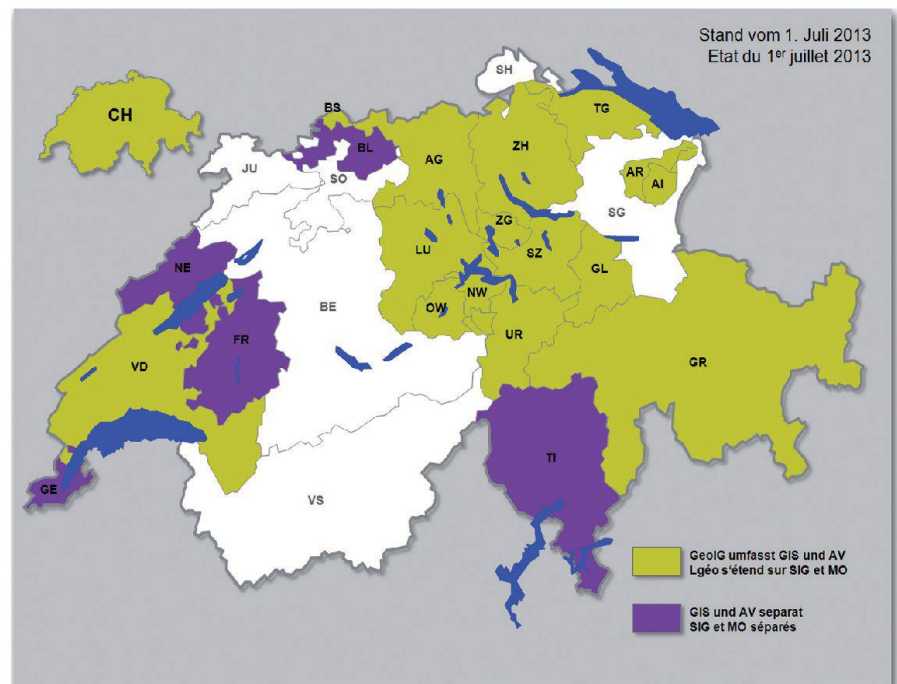 Stand vom 1. Juli 2013
Etat du 1er juillet 2013
SH
CH
BS
TG
BL
ZH
AG
JU
SO
AR
AI
ZG
SG
LU
SZ
NE
GL
NW
BE
OW
FR
UR
VD
GR
TI
GE
VS
GeoIG umfasst GIS und AV
Lgéo s'étend sur SIG et MO
GIS und AV separat
SIG et MO séparés